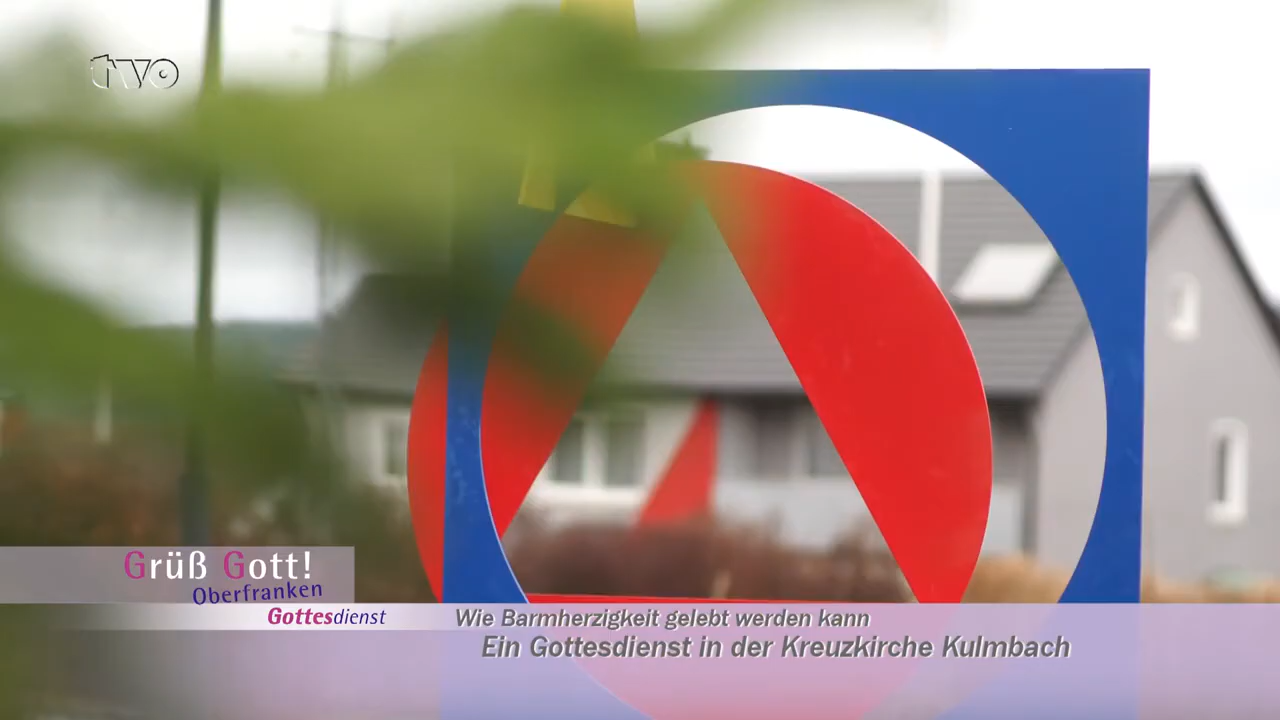 tvo
Grüß Gott!
Oberfranken
Gottesdienst
Wie Barmherzigkeit gelebt werden kann
Ein Gottesdienst in der Kreuzkirche Kulmbach